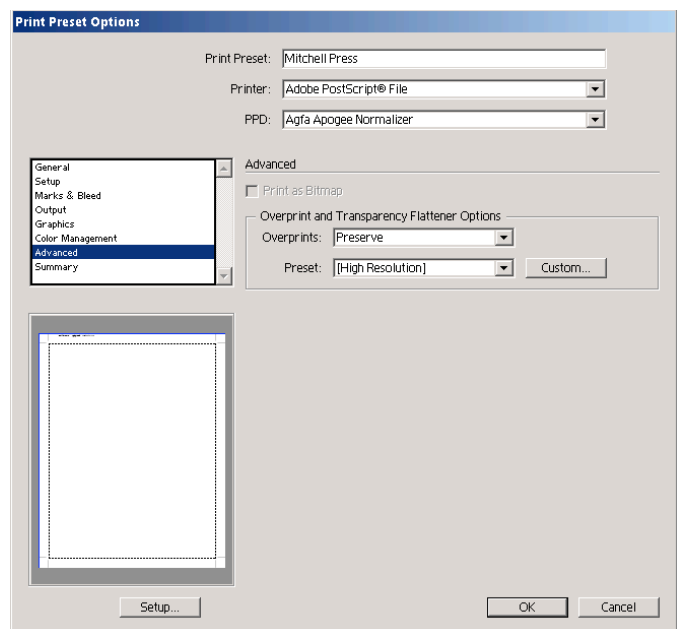 Print Preset Options
Print Preset: Mitchell Press
Printer: Adobe PostScript® File
PPD: Agfa Apogee Normalizer
General
Setup
Marks & Bleed
Output
Graphics
Color Management
Advanced
Summary
Advanced
Print as Bitmap
Overprint and Transparency Flattener Options
Overprints: Preserve
Preset: [High Resolution] Custom...
Setup... OK Cancel